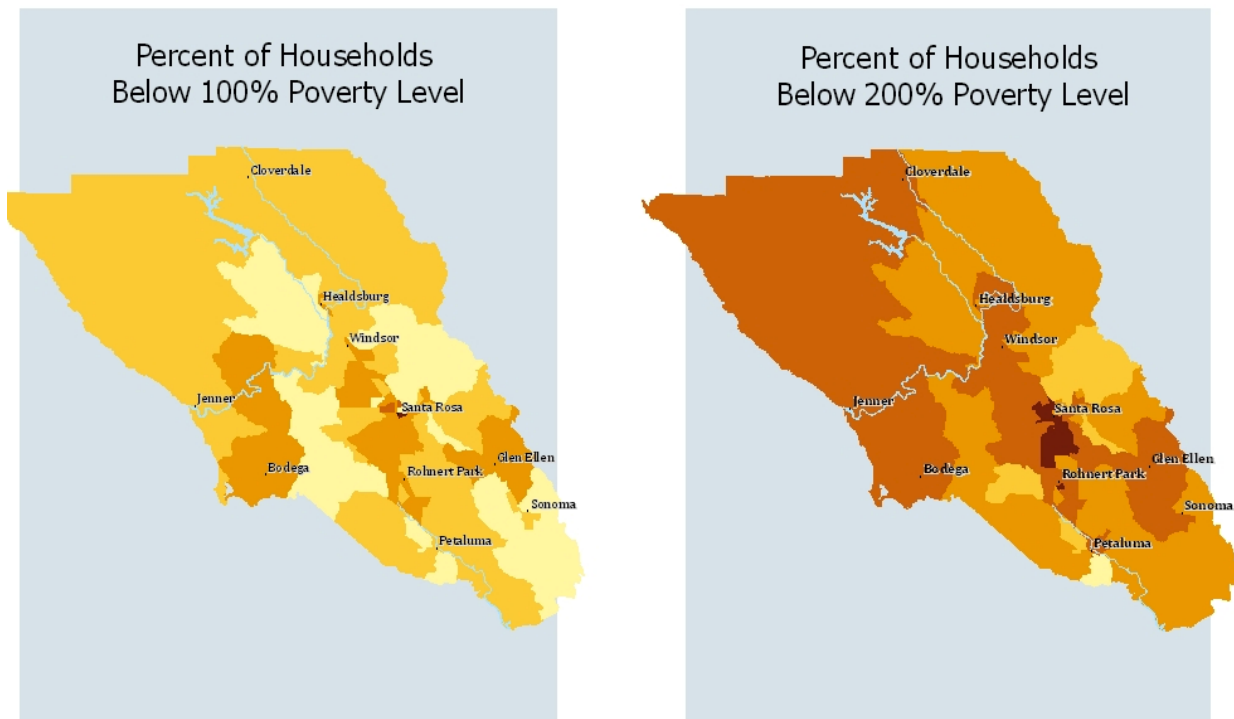 Percent of Households
Below 100% Poverty Level
Cloverdale
Healdsburg
Windsor
Jenner
Santa Rosa
Bodega
Glen Ellen
Rohnert Park
Sonoma
Petaluma
Percent of Households
Below 200% Poverty Level
Cloverdale
Healdsburg
Windsor
Jenner
Santa Rosa
Bodega
Glen Ellen
Rohnert Park
Sonoma
Petaluma